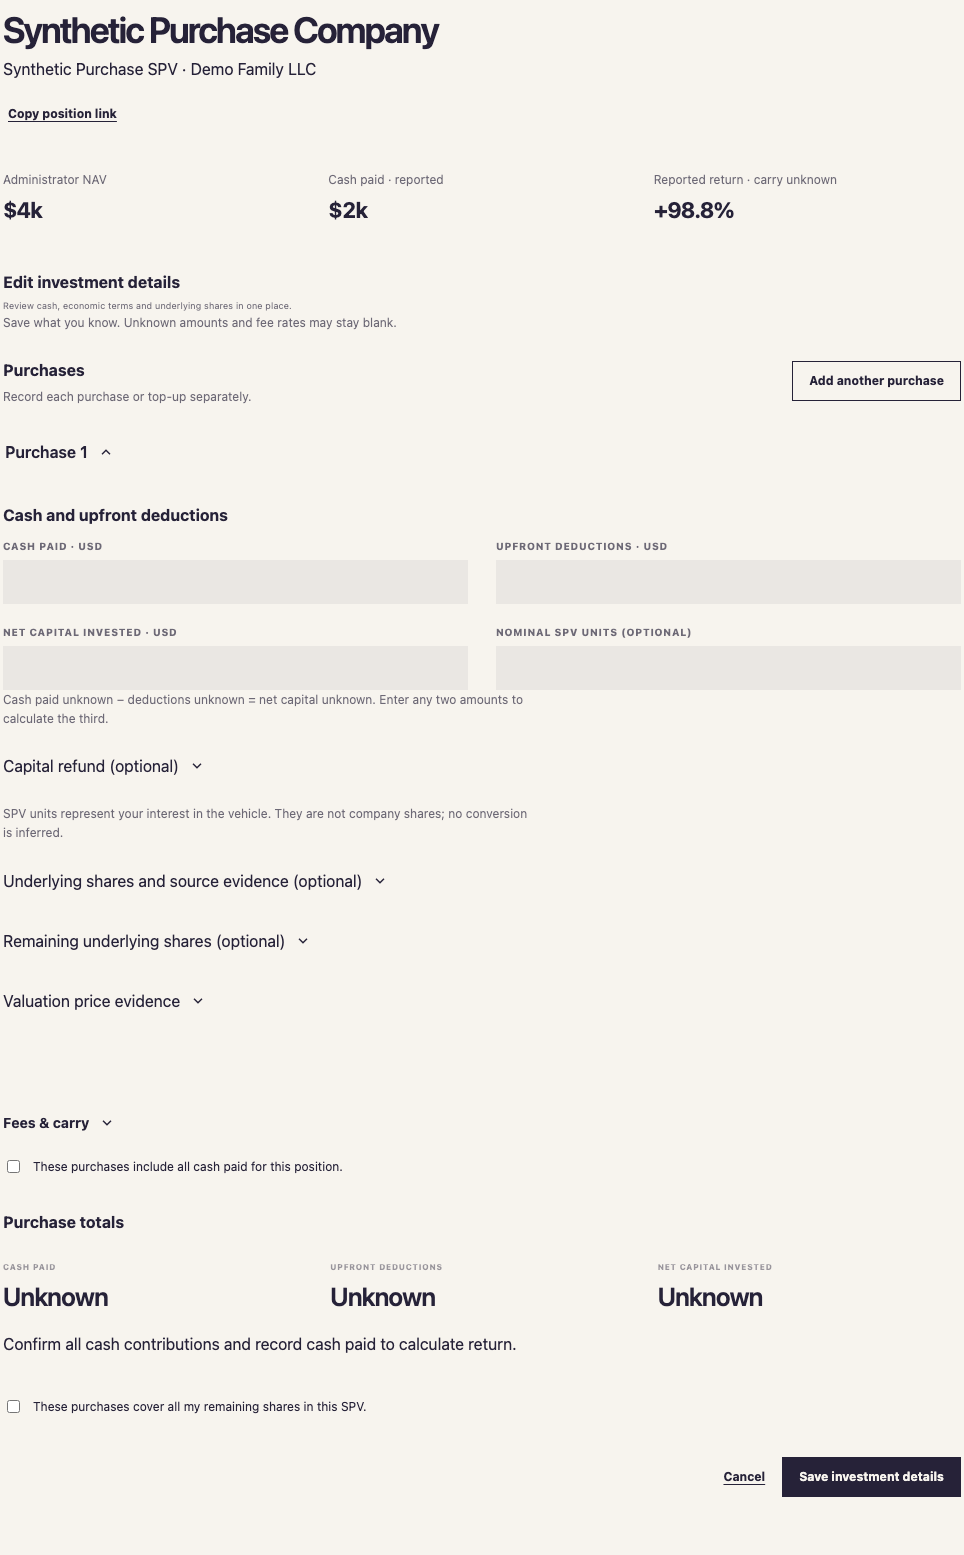 Synthetic Purchase Company
Synthetic Purchase SPV · Demo Family LLC
Copy position link
Administrator NAV
$4k
Cash paid · reported
$2k
Reported return · carry unknown
+98.8%
Edit investment details
Review cash, economic terms and underlying shares in one place.
Save what you know. Unknown amounts and fee rates may stay blank.
Purchases
Record each purchase or top-up separately.
Add another purchase
Purchase 1
Cash and upfront deductions
CASH PAID · USD
UPFRONT DEDUCTIONS · USD
NET CAPITAL INVESTED · USD
NOMINAL SPV UNITS (OPTIONAL)
Cash paid unknown − deductions unknown = net capital unknown. Enter any two amounts to
calculate the third.
Capital refund (optional)
SPV units represent your interest in the vehicle. They are not company shares; no conversion
is inferred.
Underlying shares and source evidence (optional)
Remaining underlying shares (optional)
Valuation price evidence
Fees & carry
These purchases include all cash paid for this position.
Purchase totals
CASH PAID
Unknown
UPFRONT DEDUCTIONS
Unknown
NET CAPITAL INVESTED
Unknown
Confirm all cash contributions and record cash paid to calculate return.
These purchases cover all my remaining shares in this SPV.
Cancel
Save investment details